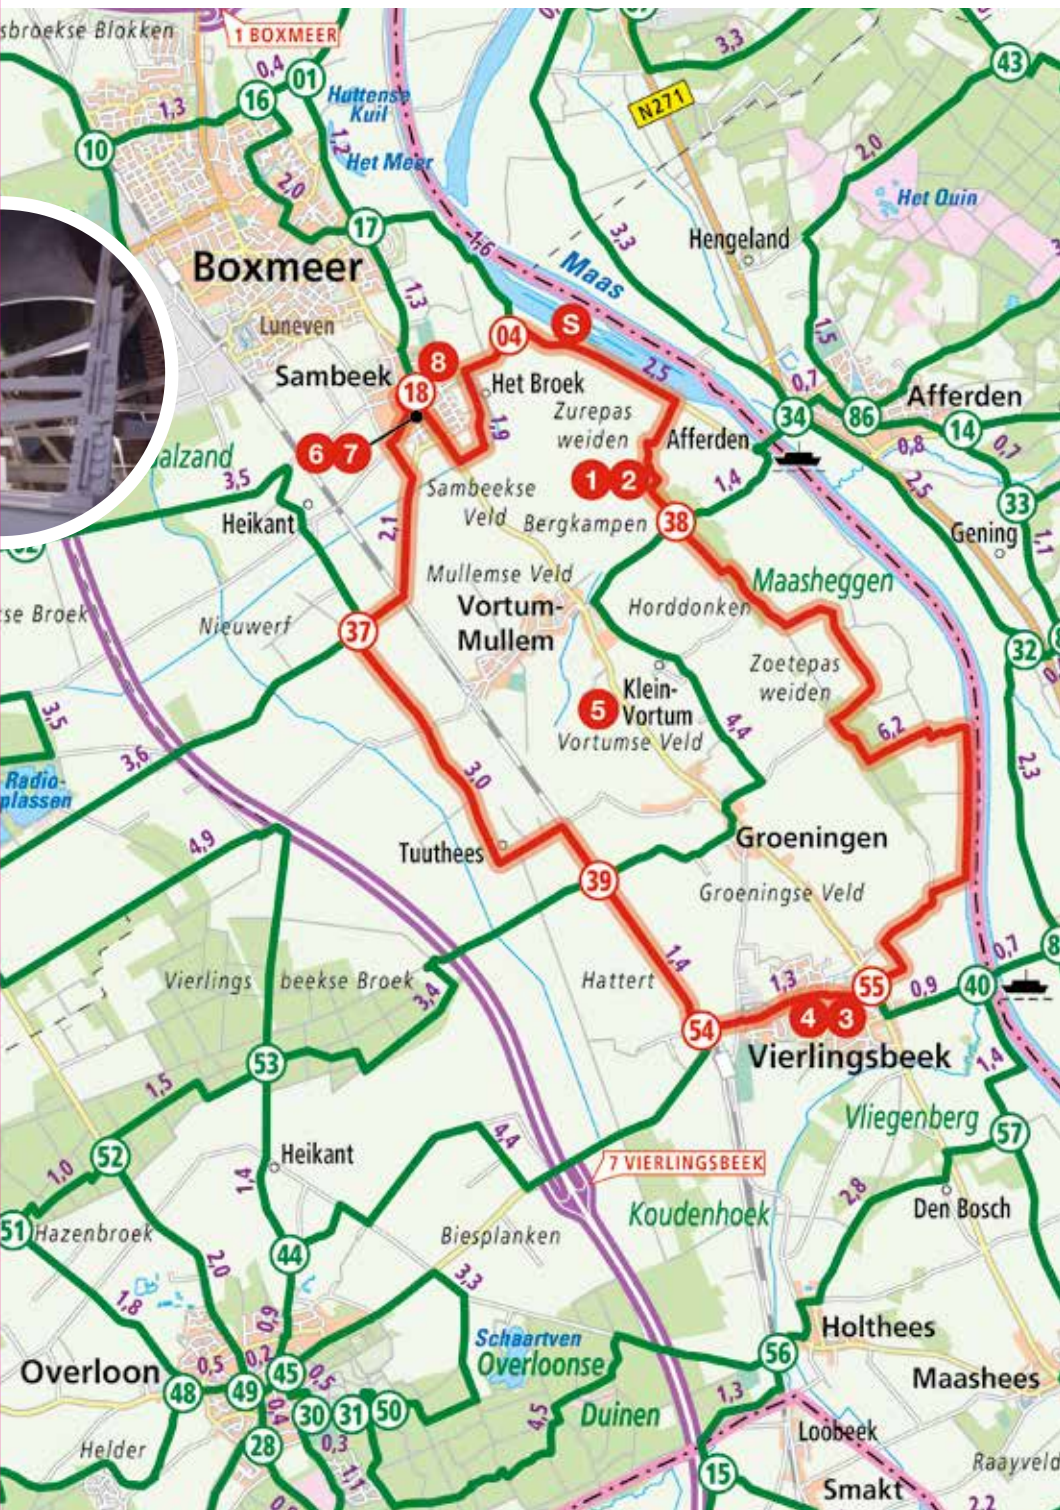 sbroekse Blokken
1 BOXMEER
0,4
01
16
1,3
10
Huttense
Kuil
1,2
Het Meer
2,0
17
Boxmeer
1,6
Maas
N271
3,3
43
2,0
Het Quin
3,3
Hengeland
1,3
Luneven
04
S
2,5
1,5
Sambeek
8
18
Het Broek
1,9
Zurepas
weiden
Afferden
0,7
34
86
Afferden
14
0,8
0,7
6
7
alzand
3,5
Heikant
Sambeekse
Veld
1
2
1,4
2,5
33
Bergkampen
38
Gening
1,1
2,1
se Broek
Nieuwerf
37
Mullemse Veld
Vortum-
Mullem
Maasheggen
Horddonken
32
Zoetepas
weiden
5
Klein-
Vortum
Vortumse Veld
4,4
6,2
3,5
3,6
2,3
Radio-
plassen
3,0
4,9
Tuuthees
Groeningen
39
Groeningse Veld
Vierlings beekse Broek
3,4
Hattert
1,4
1,3
55
0,9
40
0,7
54
4
3
Vierlingsbeek
53
1,5
1,4
Vliegenberg
57
52
1,0
Heikant
4,4
7 VIERLINGSBEEK
1,4
2,8
51
Hazenbroek
Koudenhoek
Den Bosch
Biesplanken
44
2,0
3,3
1,8
0,9
Schaartven
Overloonse
Holthees
Overloon
0,5
0,2
45
56
48
49
0,5
Maashees
1,3
0,4
30
31
50
4,5
Duinen
Helder
28
0,3
Loobeek
1,1
15
Raayveld
Smakt
2,2